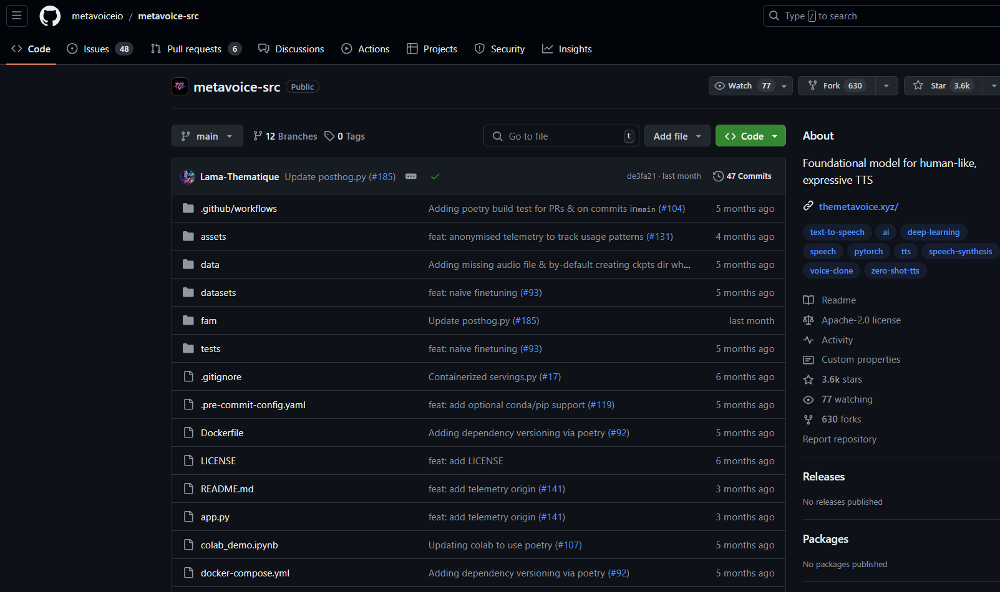 metavoiceio / metavoice-src
Type / to search
Code
Issues 48
Pull requests 6
Discussions
Actions
Projects
Security
Insights
metavoice-src Public
Watch 77
Fork 630
Star 3.6k
main
12 Branches
0 Tags
Go to file t
Add file
Code
Lama-Thematique Update posthog.py (#185)
de3fa21 · last month
47 Commits
.github/workflows Adding poetry build test for PRs & on commits inmain (#104) 5 months ago
assets feat: anonymised telemetry to track usage patterns (#131) 4 months ago
data Adding missing audio file & by-default creating ckpts dir wh... 5 months ago
datasets feat: naive finetuning (#93) 5 months ago
fam Update posthog.py (#185) last month
tests feat: naive finetuning (#93) 5 months ago
.gitignore Containerized servings.py (#17) 6 months ago
.pre-commit-config.yaml feat: add optional conda/pip support (#119) 5 months ago
Dockerfile Adding dependency versioning via poetry (#92) 5 months ago
LICENSE feat: add LICENSE 6 months ago
README.md feat: add telemetry origin (#141) 3 months ago
app.py feat: add telemetry origin (#141) 3 months ago
colab_demo.ipynb Updating colab to use poetry (#107) 5 months ago
docker-compose.yml Adding dependency versioning via poetry (#92) 5 months ago
About
Foundational model for human-like,
expressive TTS
themetavoice.xyz/
text-to-speech ai deep-learning
speech pytorch tts speech-synthesis
voice-clone zero-shot-tts
Readme
Apache-2.0 license
Activity
Custom properties
3.6k stars
77 watching
630 forks
Report repository
Releases
No releases published
Packages
No packages published